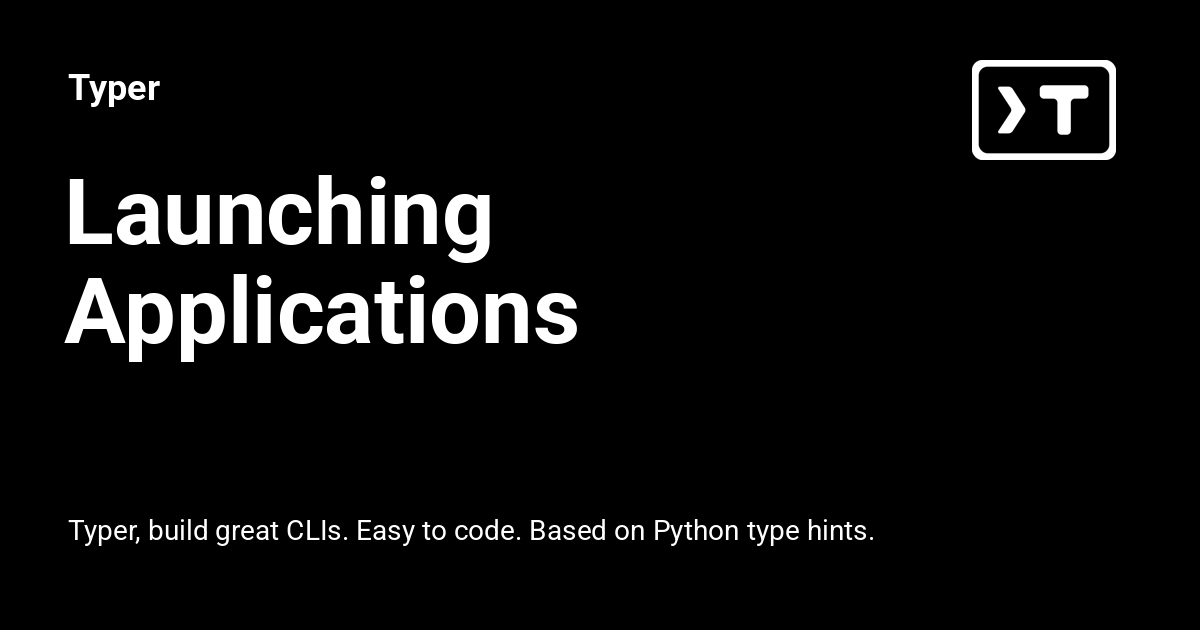 Typer
❯T
Launching
Applications
Typer, build great CLIs. Easy to code. Based on Python type hints.